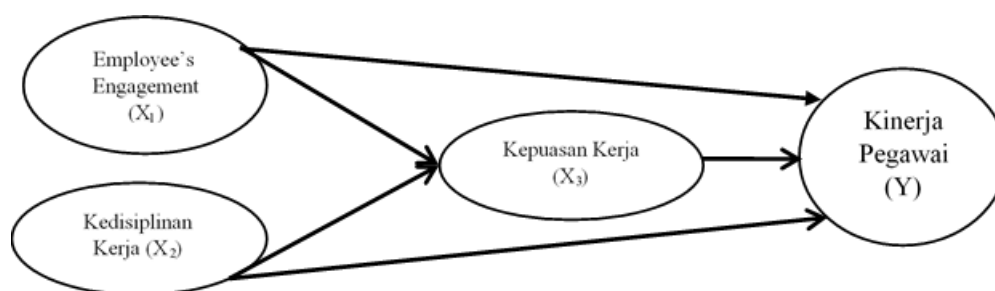 Employee's
Engagement
(X₁)
Kepuasan Kerja
(X₃)
Kinerja
Pegawai
(Y)
Kedisiplinan
Kerja (X₂)